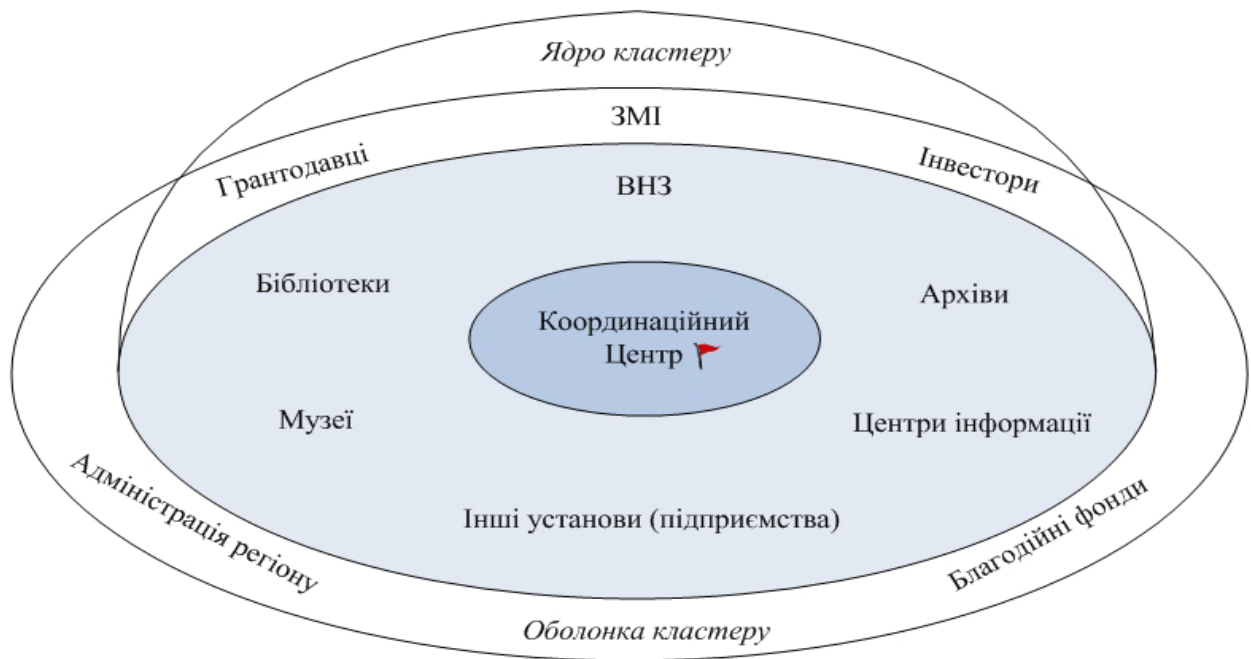 Ядро кластеру
ЗМІ
Грантодавці
Інвестори
ВНЗ
Бібліотеки
Архіви
Координаційний
Центр
Музеї
Центри інформації
Адміністрація регіону
Інші установи (підприємства)
Благодійні фонди
Оболонка кластеру